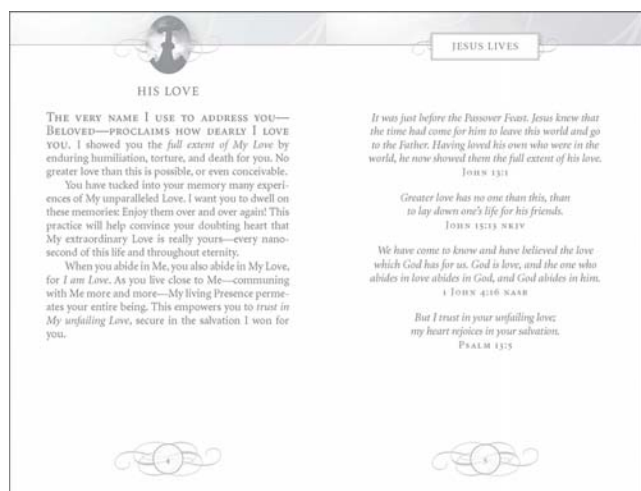 HIS LOVE
THE VERY NAME I USE TO ADDRESS YOU—
BELOVED—PROCLAIMS HOW DEARLY I LOVE
YOU. I showed you the full extent of My Love by
enduring humiliation, torture, and death for you. No
greater love than this is possible, or even conceivable.
You have tucked into your memory many experi-
ences of My unparalleled Love. I want you to dwell on
these memories: Enjoy them over and over again! This
practice will help convince your doubting heart that
My extraordinary Love is really yours—every nano-
second of this life and throughout eternity.
When you abide in Me, you also abide in My Love,
for I am Love. As you live close to Me—communing
with Me more and more—My living Presence perme-
ates your entire being. This empowers you to trust in
My unfailing Love, secure in the salvation I won for
you.
4
JESUS LIVES
It was just before the Passover Feast. Jesus knew that
the time had come for him to leave this world and go
to the Father. Having loved his own who were in the
world, he now showed them the full extent of his love.
JOHN 13:1
Greater love has no one than this, than
to lay down one's life for his friends.
JOHN 15:13 NKJV
We have come to know and have believed the love
which God has for us. God is love, and the one who
abides in love abides in God, and God abides in him.
1 JOHN 4:16 NASB
But I trust in your unfailing love;
my heart rejoices in your salvation.
PSALM 13:5
5